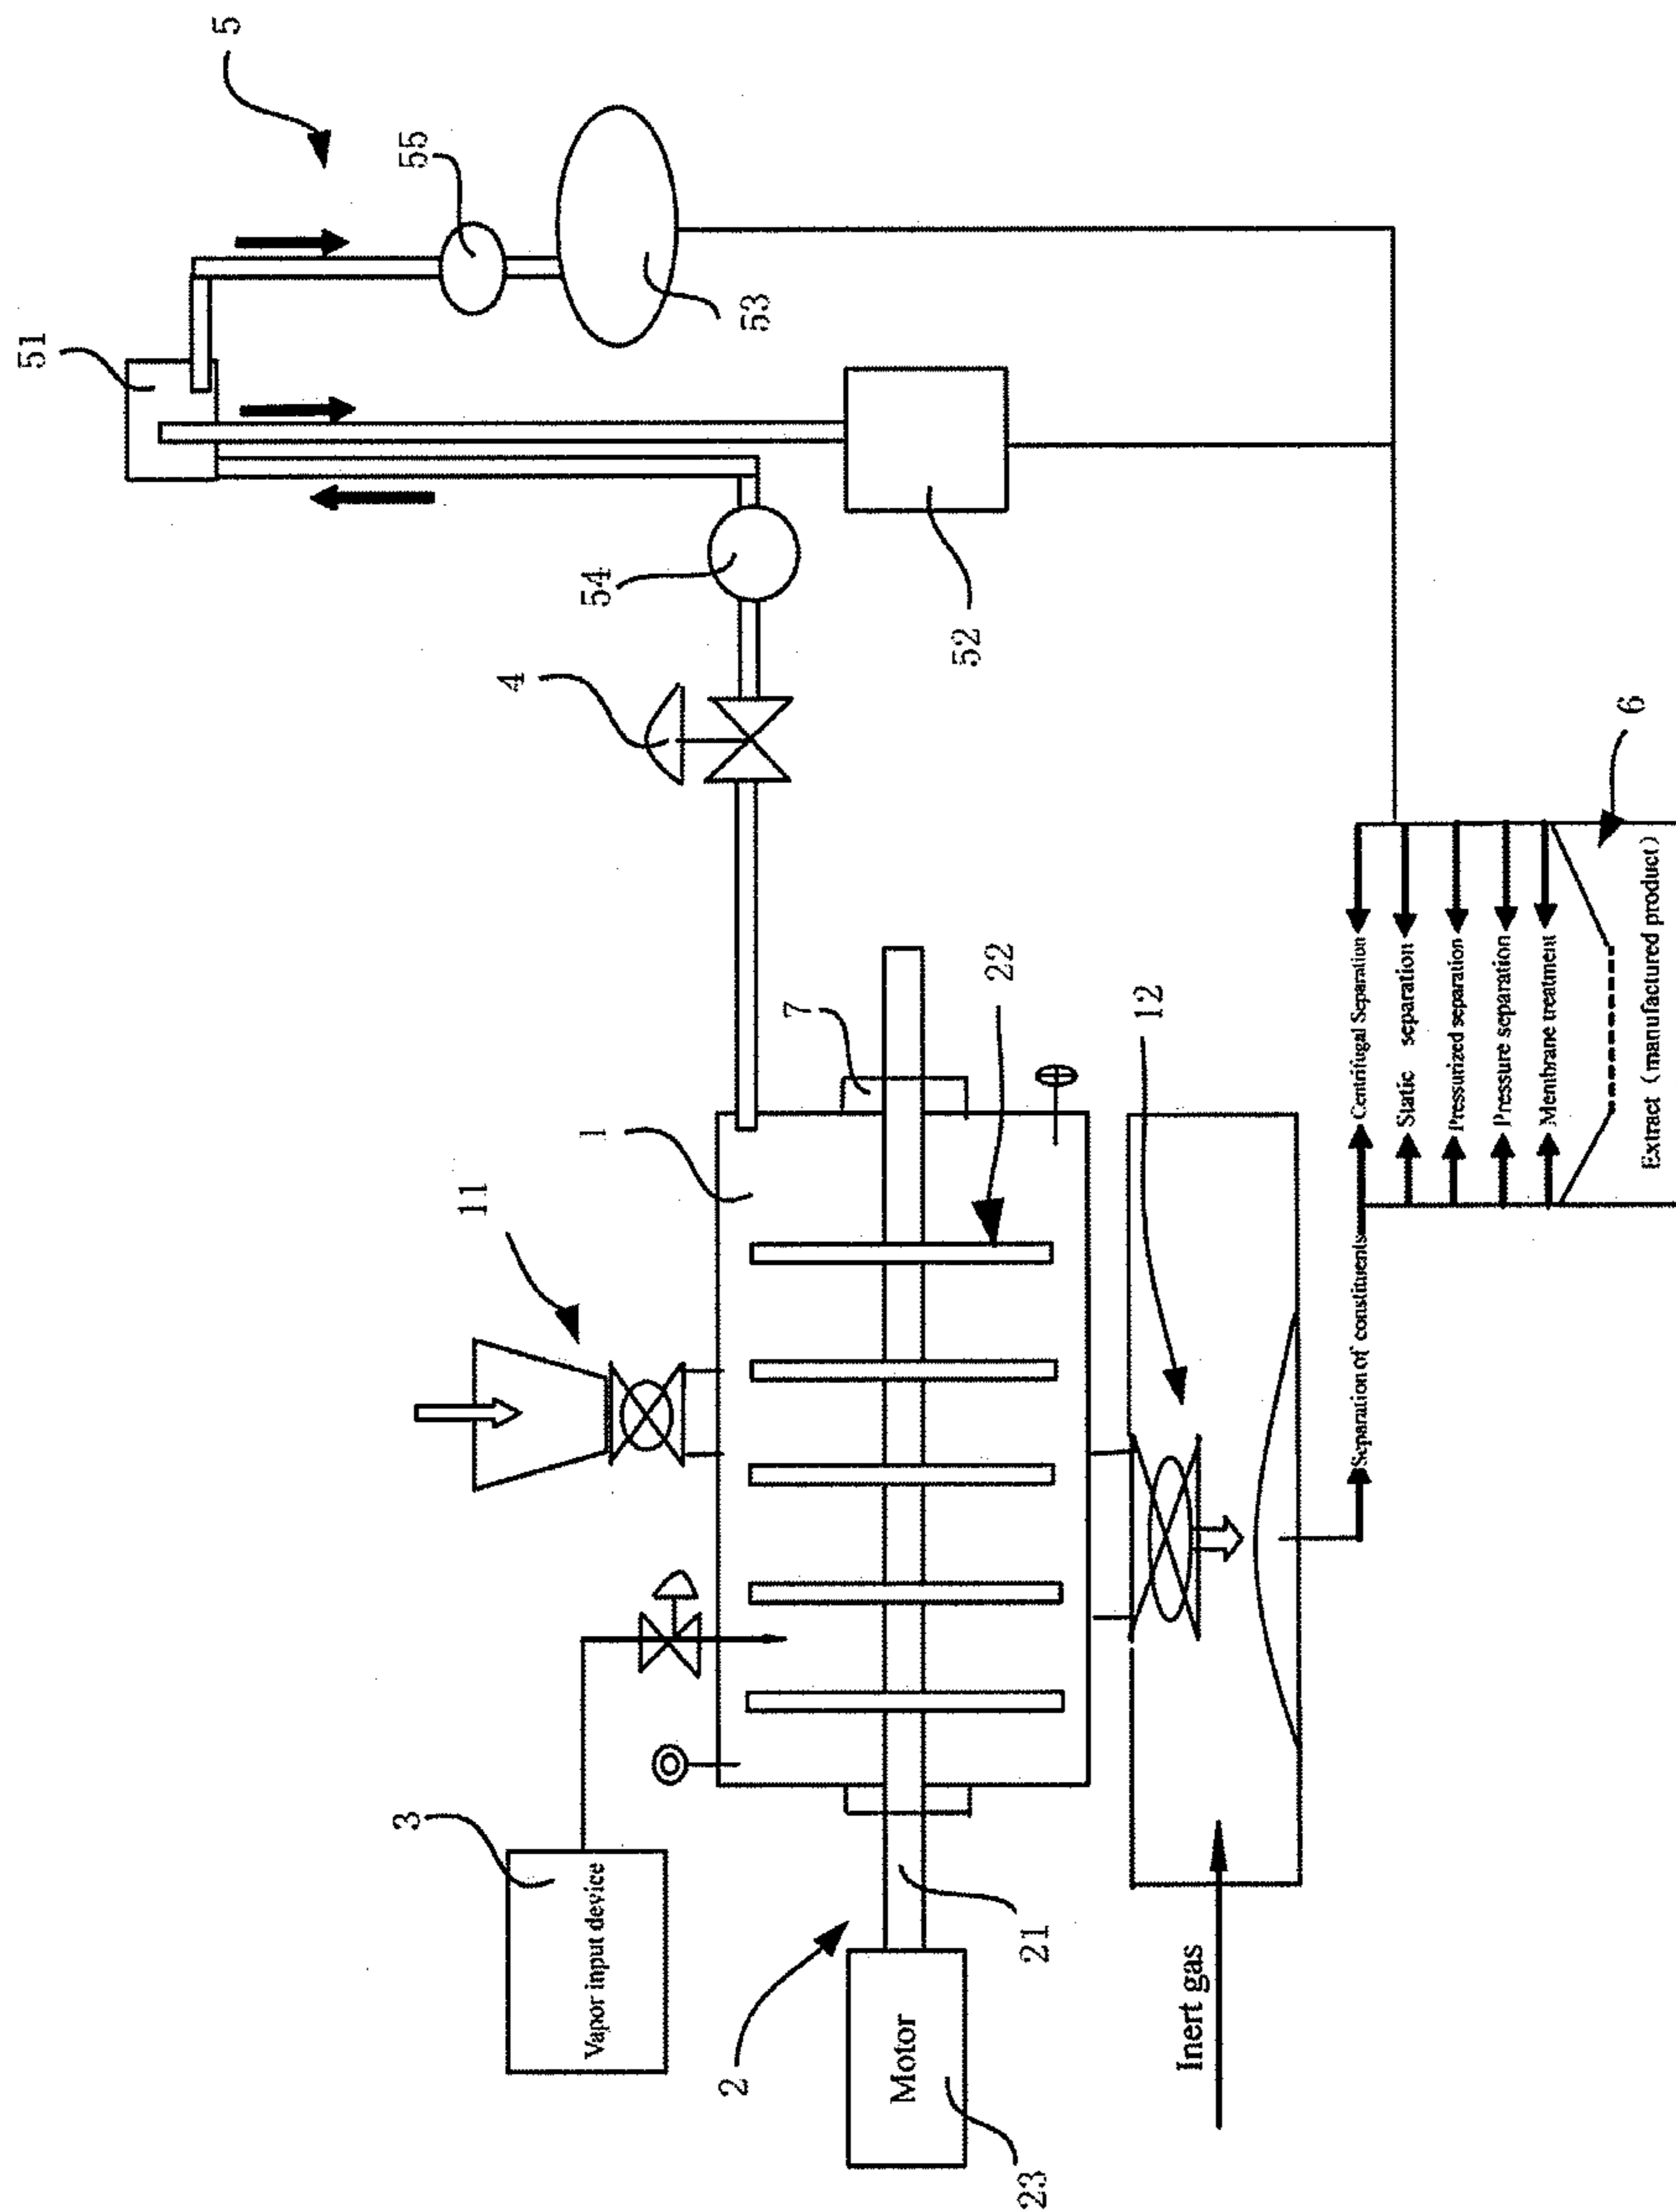 51
5
3
55
11
4
Vapor input device
54
1
2
53
7
Motor
52
22
23
21
12
Inert gas
Separation of constituents
Centrifugal Separation
Static separation
Pressurized separation
Pressure separation
Membrane treatment
6
Extract (manufactured product)